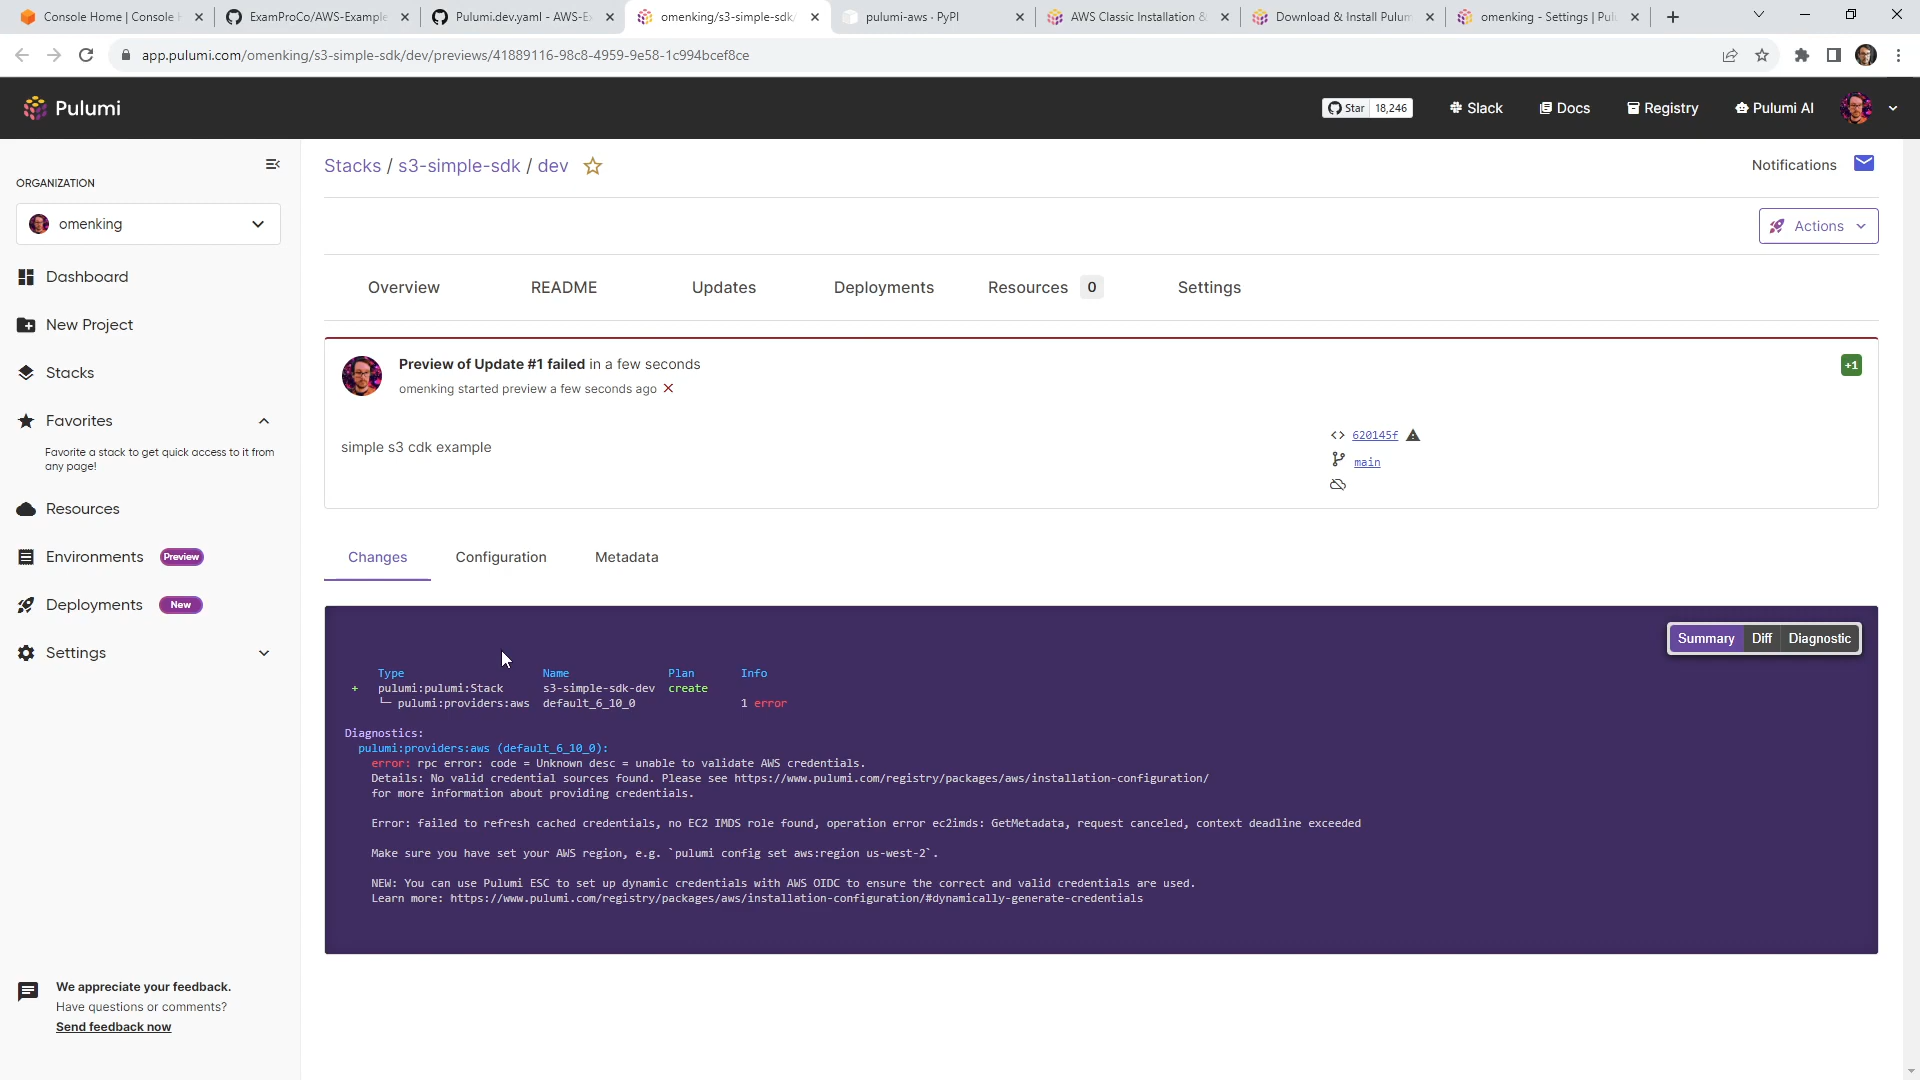 Console Home | Console
ExamProCo/AWS-Example
Pulumi.dev.yaml - AWS-E
omenking/s3-simple-sdk/
pulumi-aws · PyPI
AWS Classic Installation &
Download & Install Pulum
omenking - Settings | Pul
app.pulumi.com/omenking/s3-simple-sdk/dev/previews/41889116-98c8-4959-9e58-1c994bcef8ce
Pulumi
Star 18,246
Slack
Docs
Registry
Pulumi AI
Stacks / s3-simple-sdk / dev
Notifications
ORGANIZATION
omenking
Actions
Dashboard
New Project
Stacks
Favorites
Favorite a stack to get quick access to it from
any page!
Resources
Environments Preview
Deployments New
Settings
We appreciate your feedback.
Have questions or comments?
Send feedback now
Overview
README
Updates
Deployments
Resources 0
Settings
Preview of Update #1 failed in a few seconds
+1
omenking started preview a few seconds ago
620145f
simple s3 cdk example
main
Changes
Configuration
Metadata
Summary Diff Diagnostic
Type Name Plan Info
+ pulumi:pulumi:Stack s3-simple-sdk-dev create
└─ pulumi:providers:aws default_6_10_0 1 error
Diagnostics:
pulumi:providers:aws (default_6_10_0):
error: rpc error: code = Unknown desc = unable to validate AWS credentials.
Details: No valid credential sources found. Please see https://www.pulumi.com/registry/packages/aws/installation-configuration/
for more information about providing credentials.
Error: failed to refresh cached credentials, no EC2 IMDS role found, operation error ec2imds: GetMetadata, request canceled, context deadline exceeded
Make sure you have set your AWS region, e.g. `pulumi config set aws:region us-west-2`.
NEW: You can use Pulumi ESC to set up dynamic credentials with AWS OIDC to ensure the correct and valid credentials are used.
Learn more: https://www.pulumi.com/registry/packages/aws/installation-configuration/#dynamically-generate-credentials